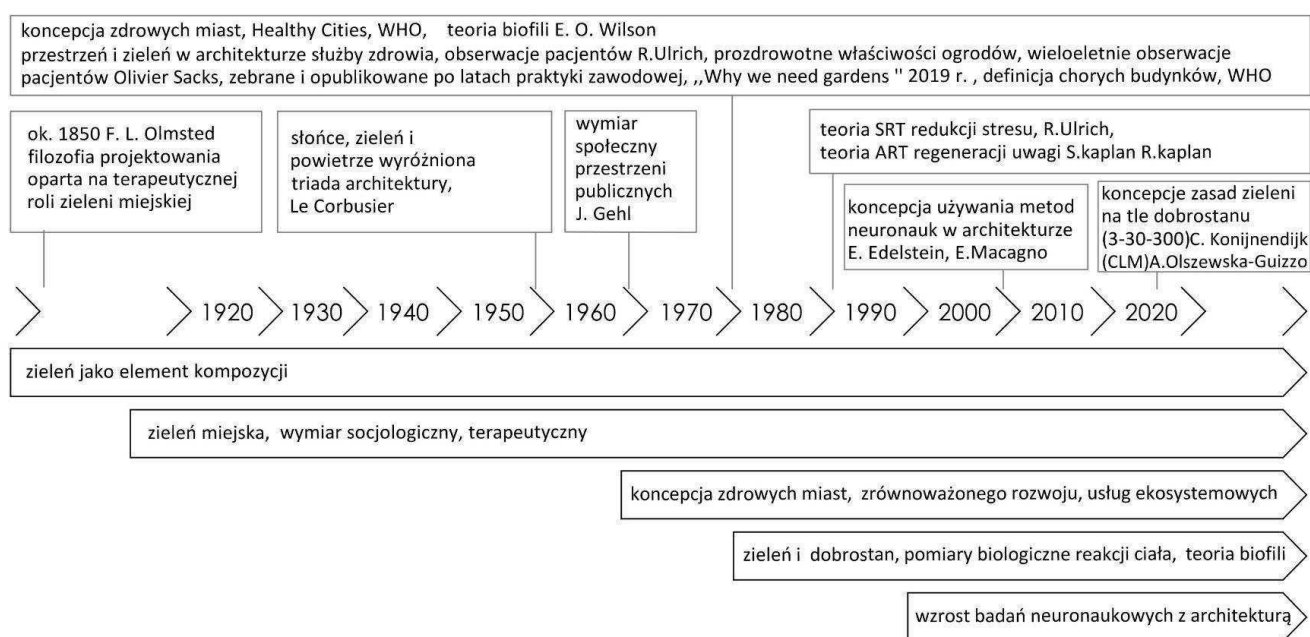 koncepcja zdrowych miast, Healthy Cities, WHO, teoria biofili E. O. Wilson
przestrzeń i zieleń w architekturze służby zdrowia, obserwacje pacjentów R.Ulrich, prozdrowotne właściwości ogrodów, wieloeletnie obserwacje
pacjentów Olivier Sacks, zebrane i opublikowane po latach praktyki zawodowej, ,,Why we need gardens " 2019 r. , definicja chorych budynków, WHO
ok. 1850 F. L. Olmsted
filozofia projektowania
oparta na terapeutycznej
roli zieleni miejskiej
słońce, zieleń i
powietrze wyróżniona
triada architektury,
Le Corbusier
wymiar
społeczny
przestrzeni
publicznych
J. Gehl
teoria SRT redukcji stresu, R.Ulrich,
teoria ART regeneracji uwagi S.kaplan R.kaplan
koncepcja używania metod
neuronauk w architekturze
E. Edelstein, E.Macagno
koncepcje zasad zieleni
na tle dobrostanu
(3-30-300)C. Konijnendijk
(CLM)A.Olszewska-Guizzo
1920 1930 1940 1950 1960 1970 1980 1990 2000 2010 2020
zieleń jako element kompozycji
zieleń miejska, wymiar socjologiczny, terapeutyczny
koncepcja zdrowych miast, zrównoważonego rozwoju, usług ekosystemowych
zieleń i dobrostan, pomiary biologiczne reakcji ciała, teoria biofili
wzrost badań neuronaukowych z architekturą